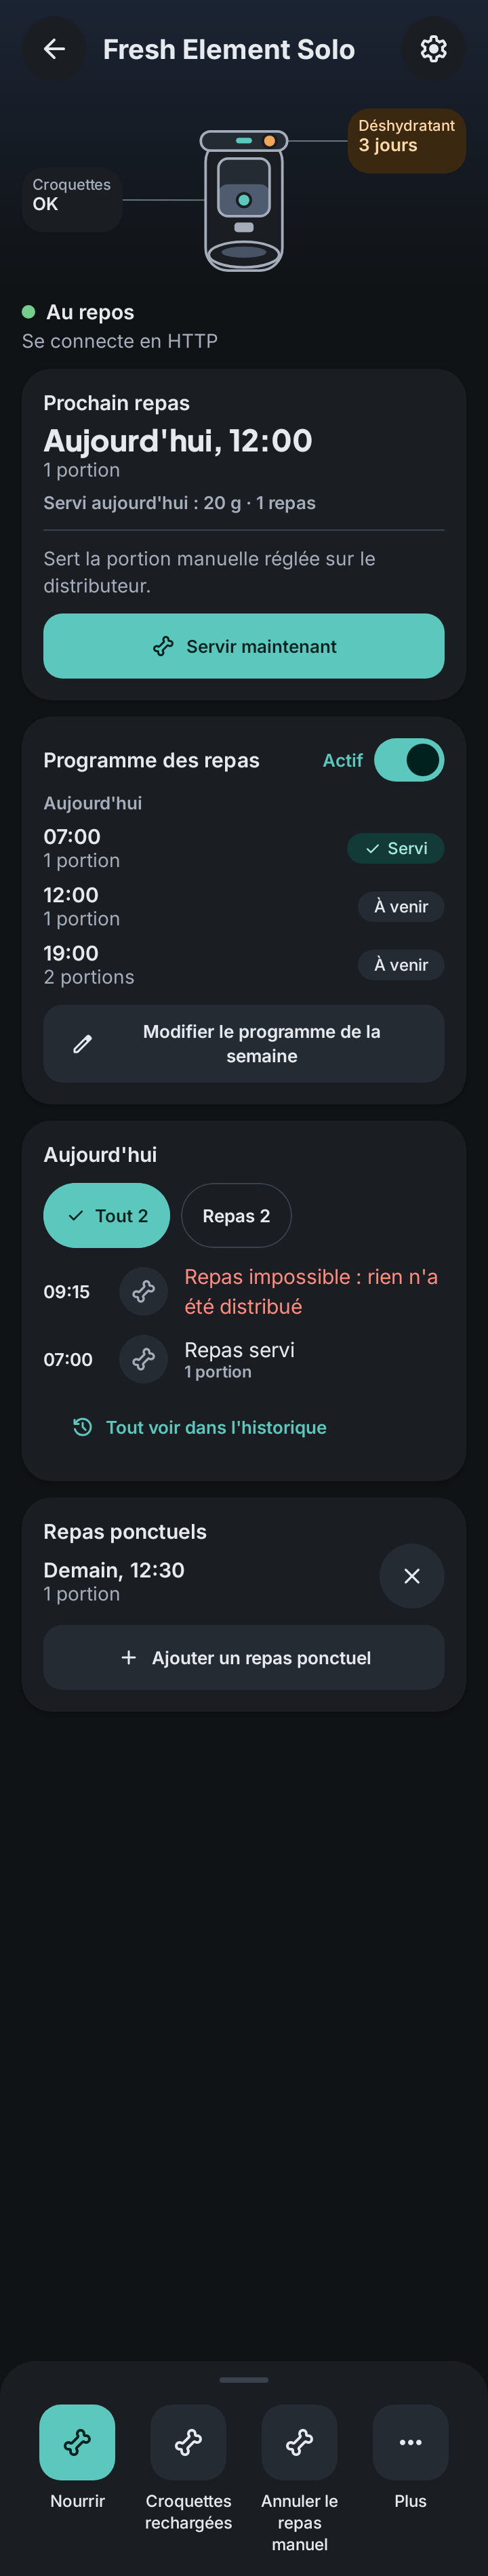 Fresh Element Solo
Déshydratant
3 jours
Croquettes
OK
Au repos
Se connecte en HTTP
Prochain repas
Aujourd'hui, 12:00
1 portion
Servi aujourd'hui : 20 g · 1 repas
Sert la portion manuelle réglée sur le
distributeur.
Servir maintenant
Programme des repas
Actif
Aujourd'hui
07:00
1 portion
Servi
12:00
1 portion
À venir
19:00
2 portions
À venir
Modifier le programme de la
semaine
Aujourd'hui
Tout 2
Repas 2
09:15
Repas impossible : rien n'a
été distribué
07:00
Repas servi
1 portion
Tout voir dans l'historique
Repas ponctuels
Demain, 12:30
1 portion
Ajouter un repas ponctuel
Nourrir
Croquettes
rechargées
Annuler le
repas
manuel
Plus